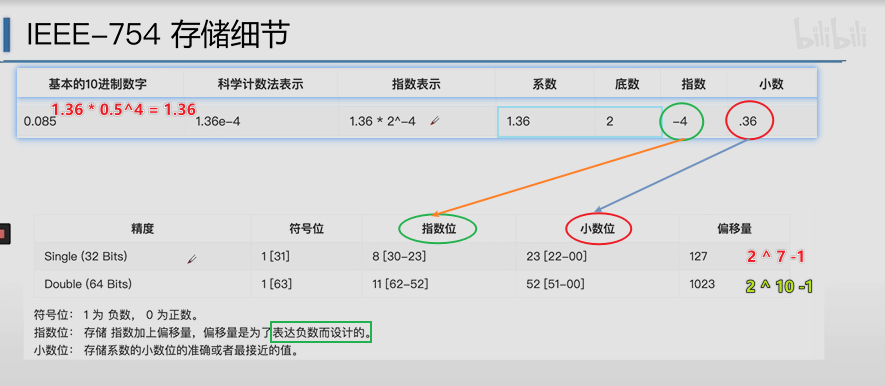 IEEE-754 存储细节
bilibili
基本的10进制数字 科学计数法表示 指数表示 系数 底数 指数 小数
1.36 * 0.5^4 = 1.36
0.085 1.36e-4 1.36 * 2^-4 1.36 2 -4 .36
精度 符号位 指数位 小数位 偏移量
Single (32 Bits) 1 [31] 8 [30-23] 23 [22-00] 127 2 ^ 7 -1
Double (64 Bits) 1 [63] 11 [62-52] 52 [51-00] 1023 2 ^ 10 -1
符号位： 1 为 负数， 0 为正数。
指数位： 存储 指数加上偏移量，偏移量是为了表达负数而设计的。
小数位： 存储系数的小数位的准确或者最接近的值。